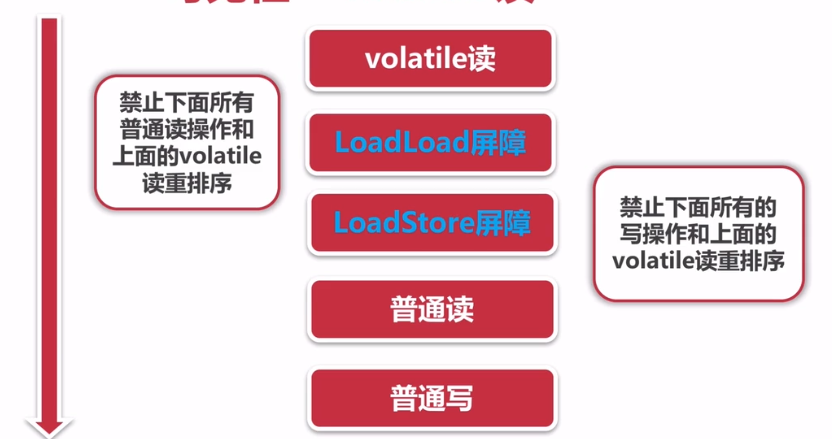 volatile读
禁止下面所有
普通读操作和
上面的volatile
读重排序
LoadLoad屏障
LoadStore屏障
禁止下面所有的
写操作和上面的
volatile读重排序
普通读
普通写